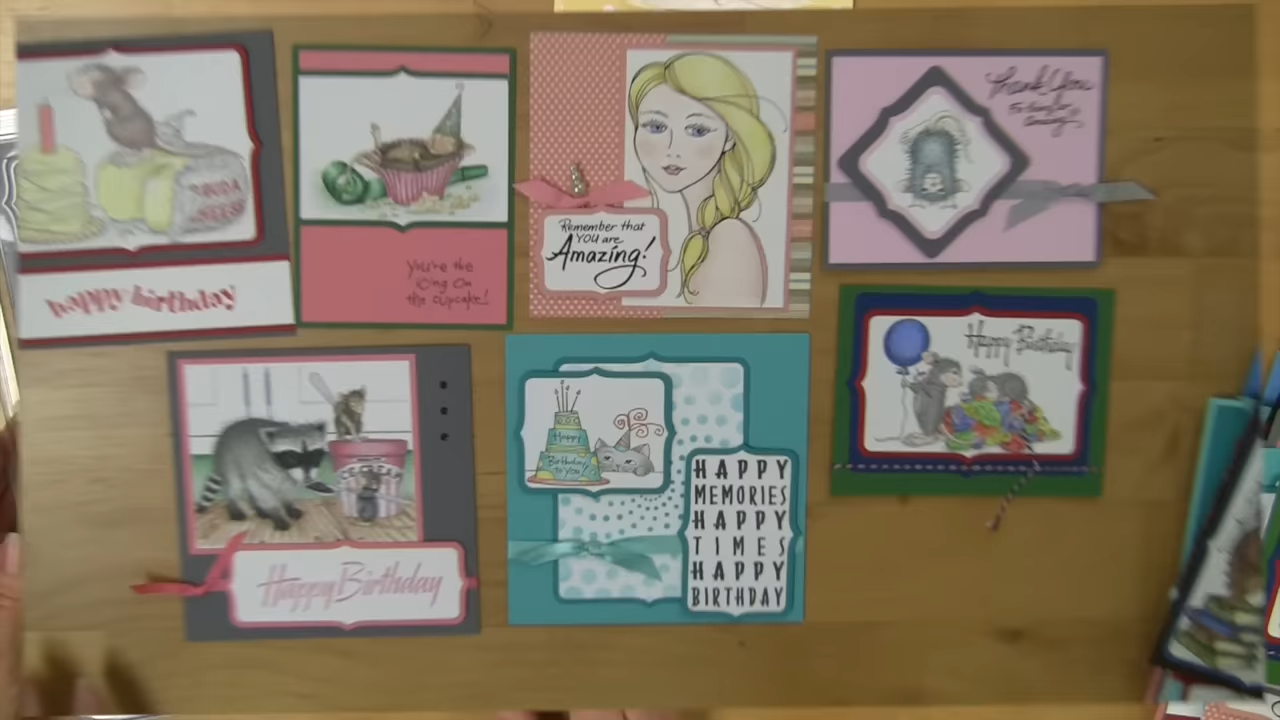 happy birthday
You're the
icing on
the cupcake!
Remember that
YOU are
Amazing!
Thank You
Happy Birthday
Happy Birthday
Happy
Birthday
to You!
HAPPY
MEMORIES
HAPPY
TIMES
HAPPY
BIRTHDAY